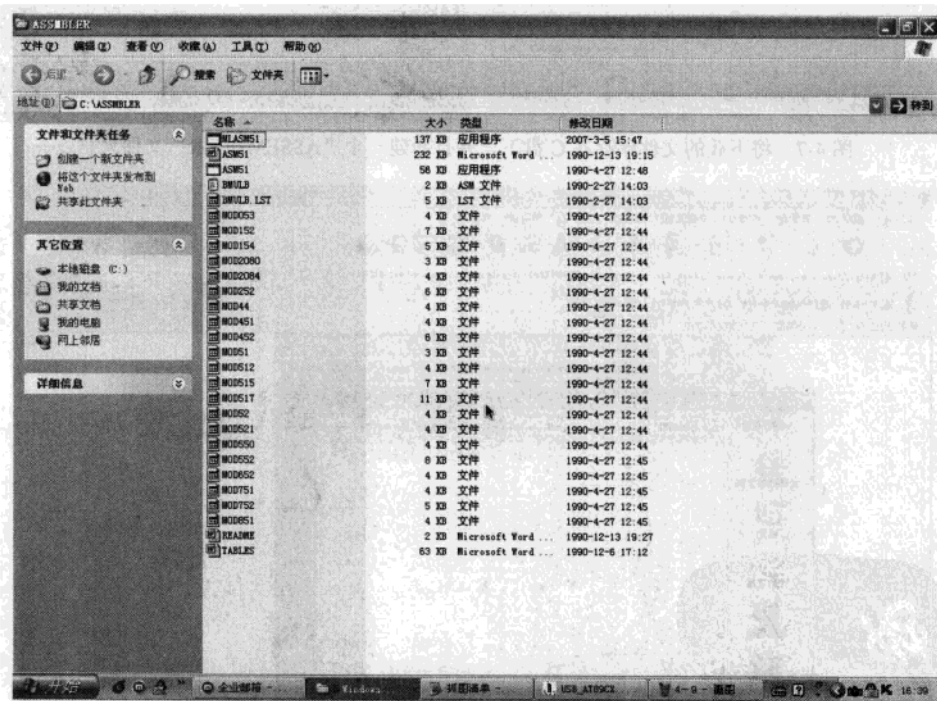 ASSMBLER
文件(F) 编辑(E) 查看(V) 收藏(A) 工具(T) 帮助(H)
后退 搜索 文件夹
地址(D) C:\ASSMBLER 转到
名称 大小 类型 修改日期
文件和文件夹任务
创建一个新文件夹
将这个文件夹发布到
Web
共享此文件夹
其它位置
本地磁盘 (C:)
我的文档
共享文档
我的电脑
网上邻居
详细信息
MLASM51 137 KB 应用程序 2007-3-5 15:47
ASM51 232 KB Microsoft Word ... 1990-12-13 19:15
ASM51 56 KB 应用程序 1990-4-27 12:48
BMULB 2 KB ASM 文件 1990-2-27 14:03
BMULB.LST 5 KB LST 文件 1990-2-27 14:03
MOD053 4 KB 文件 1990-4-27 12:44
MOD152 7 KB 文件 1990-4-27 12:44
MOD154 5 KB 文件 1990-4-27 12:44
MOD2080 3 KB 文件 1990-4-27 12:44
MOD2084 4 KB 文件 1990-4-27 12:44
MOD252 6 KB 文件 1990-4-27 12:44
MOD44 4 KB 文件 1990-4-27 12:44
MOD451 4 KB 文件 1990-4-27 12:44
MOD452 6 KB 文件 1990-4-27 12:44
MOD51 3 KB 文件 1990-4-27 12:44
MOD512 4 KB 文件 1990-4-27 12:44
MOD515 7 KB 文件 1990-4-27 12:44
MOD517 11 KB 文件 1990-4-27 12:44
MOD52 4 KB 文件 1990-4-27 12:44
MOD521 4 KB 文件 1990-4-27 12:44
MOD550 4 KB 文件 1990-4-27 12:44
MOD552 8 KB 文件 1990-4-27 12:45
MOD652 4 KB 文件 1990-4-27 12:45
MOD751 4 KB 文件 1990-4-27 12:45
MOD752 5 KB 文件 1990-4-27 12:45
MOD851 4 KB 文件 1990-4-27 12:45
README 2 KB Microsoft Word ... 1990-12-13 19:27
TABLES 63 KB Microsoft Word ... 1990-12-6 17:12
开始 企业邮箱 - ... Windows 抓图清单 - ... USB_AT89CX 4-9 - 画图 16:39